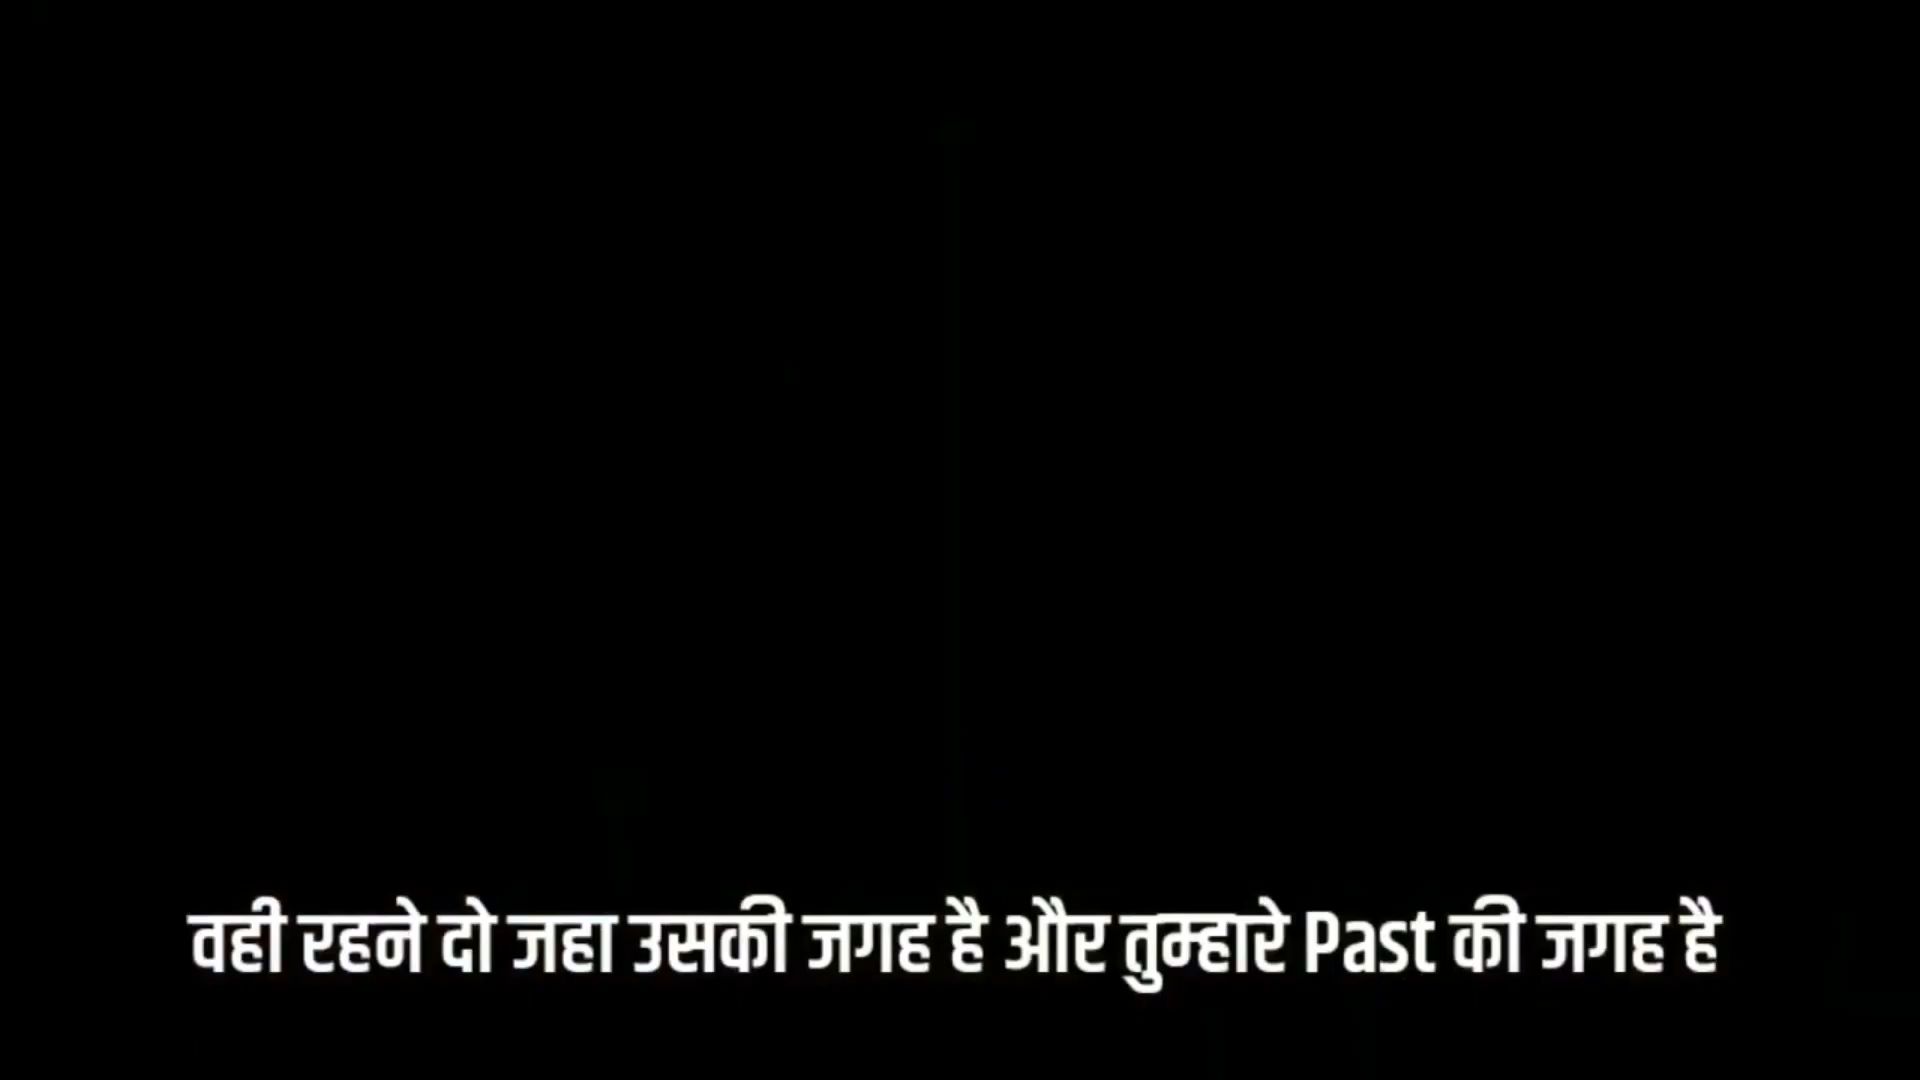 वही रहने दो जहा उसकी जगह है और तुम्हारे Past की जगह है